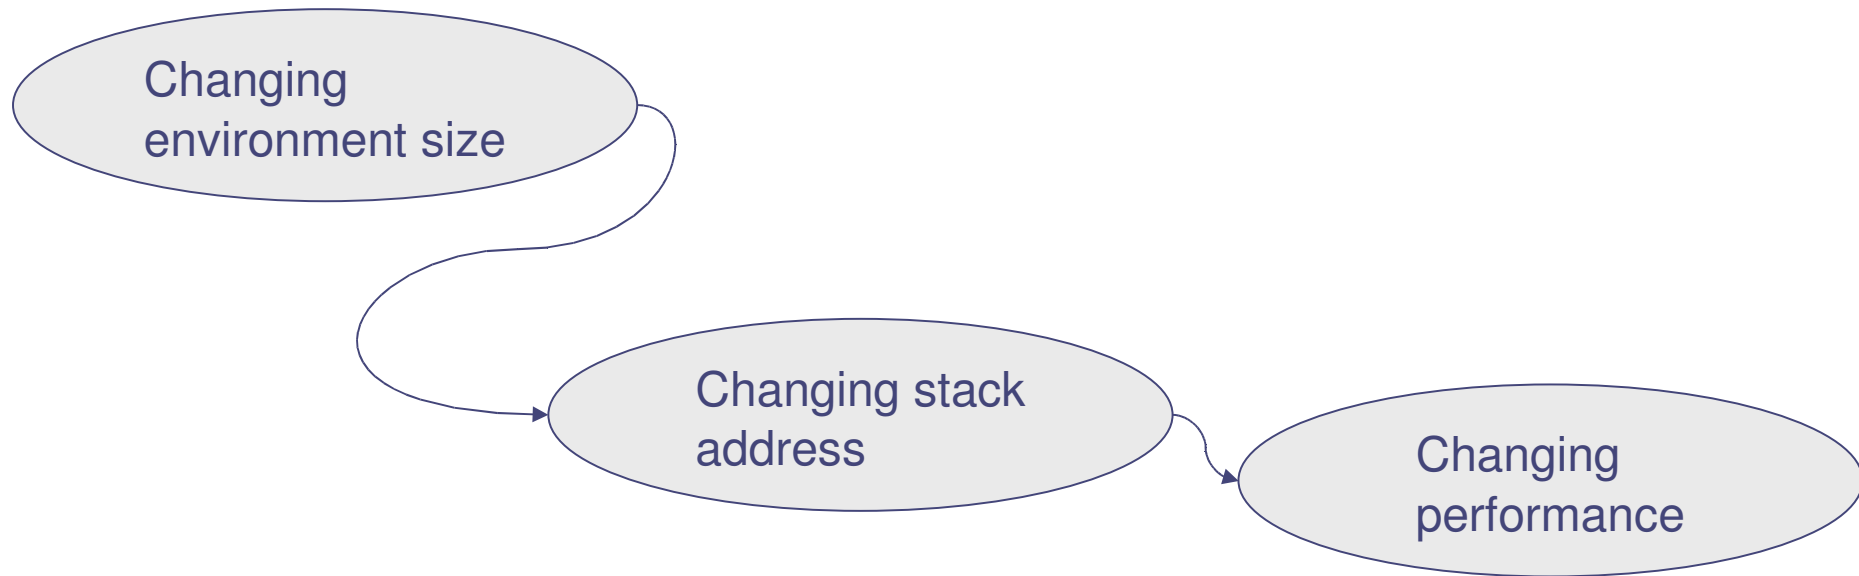 Changing
environment size
Changing stack
address
Changing
performance